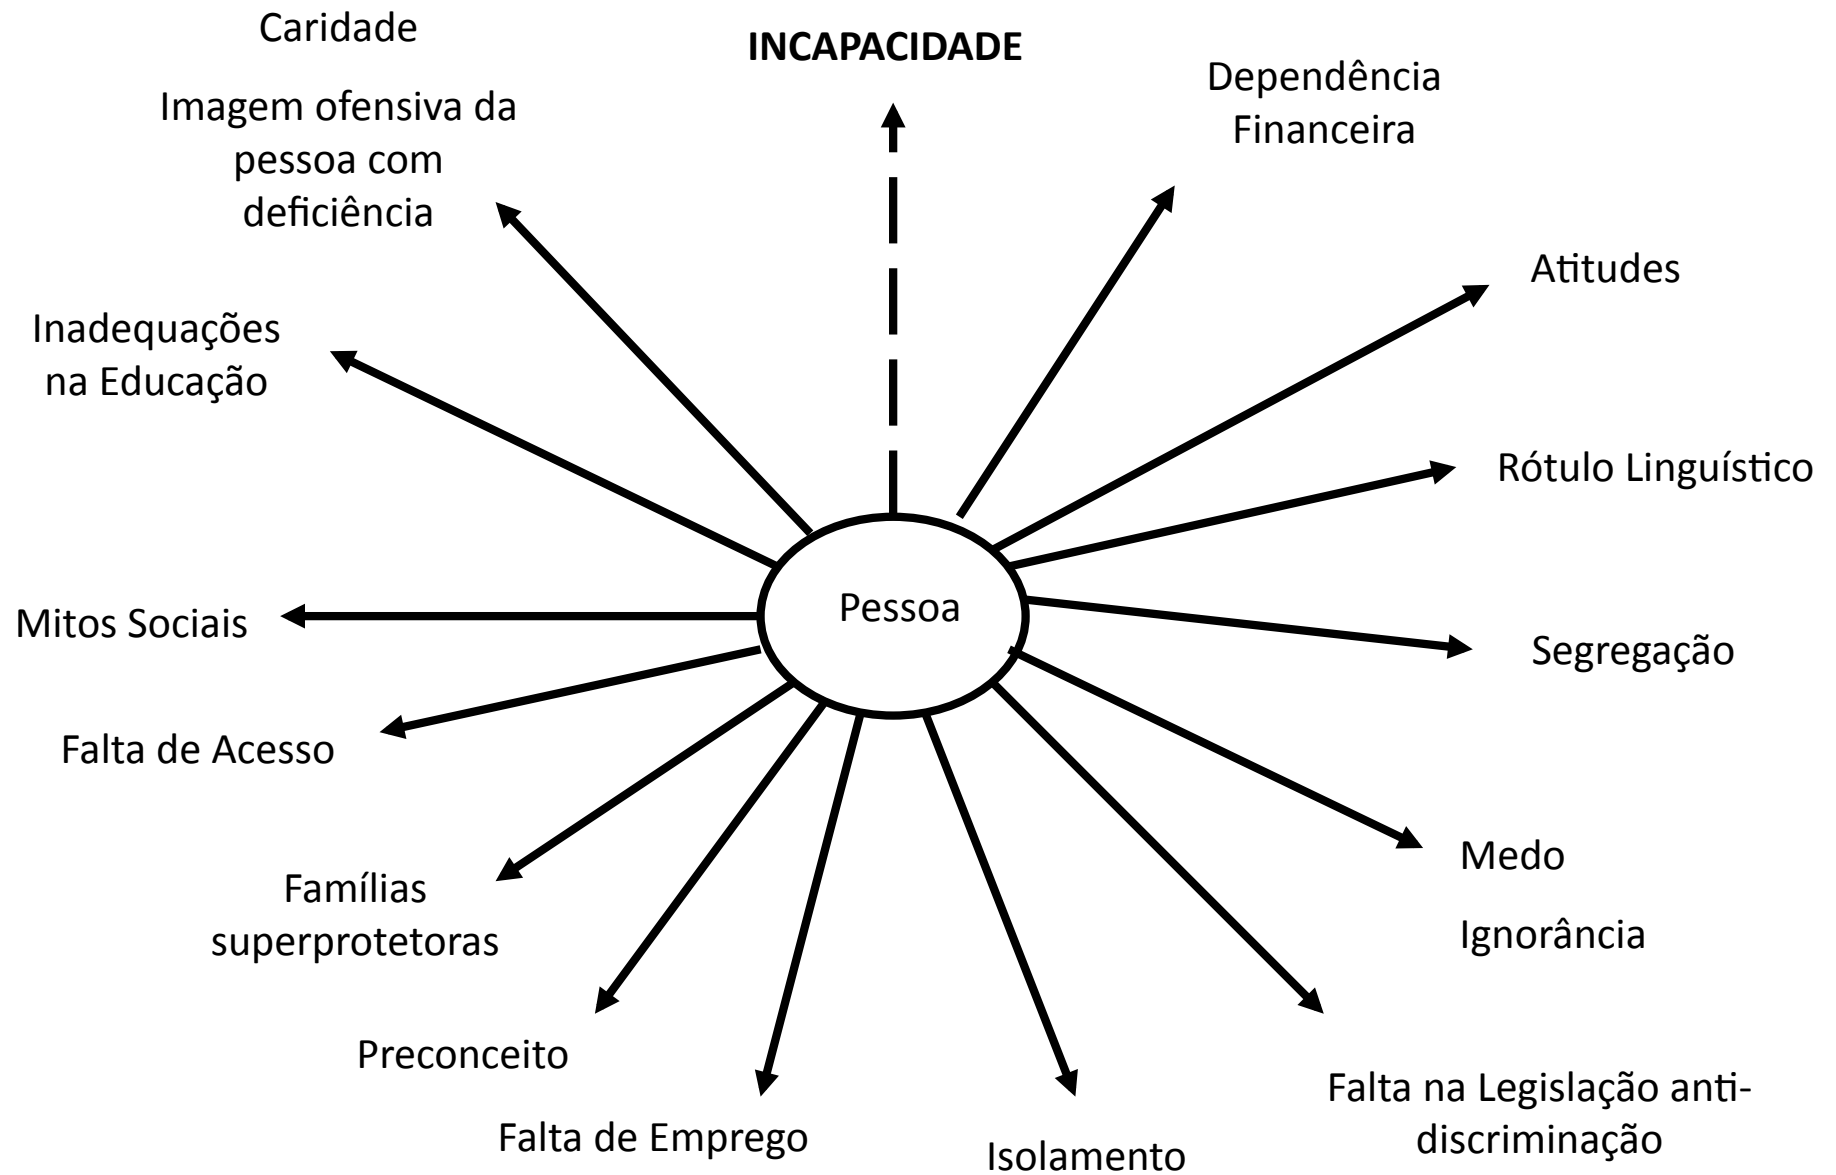 Caridade
Imagem ofensiva da
pessoa com
deficiência
INCAPACIDADE
Dependência
Financeira
Atitudes
Inadequações
na Educação
Rótulo Linguístico
Mitos Sociais
Pessoa
Segregação
Falta de Acesso
Famílias
superprotetoras
Medo
Ignorância
Preconceito
Falta de Emprego
Isolamento
Falta na Legislação anti-
discriminação